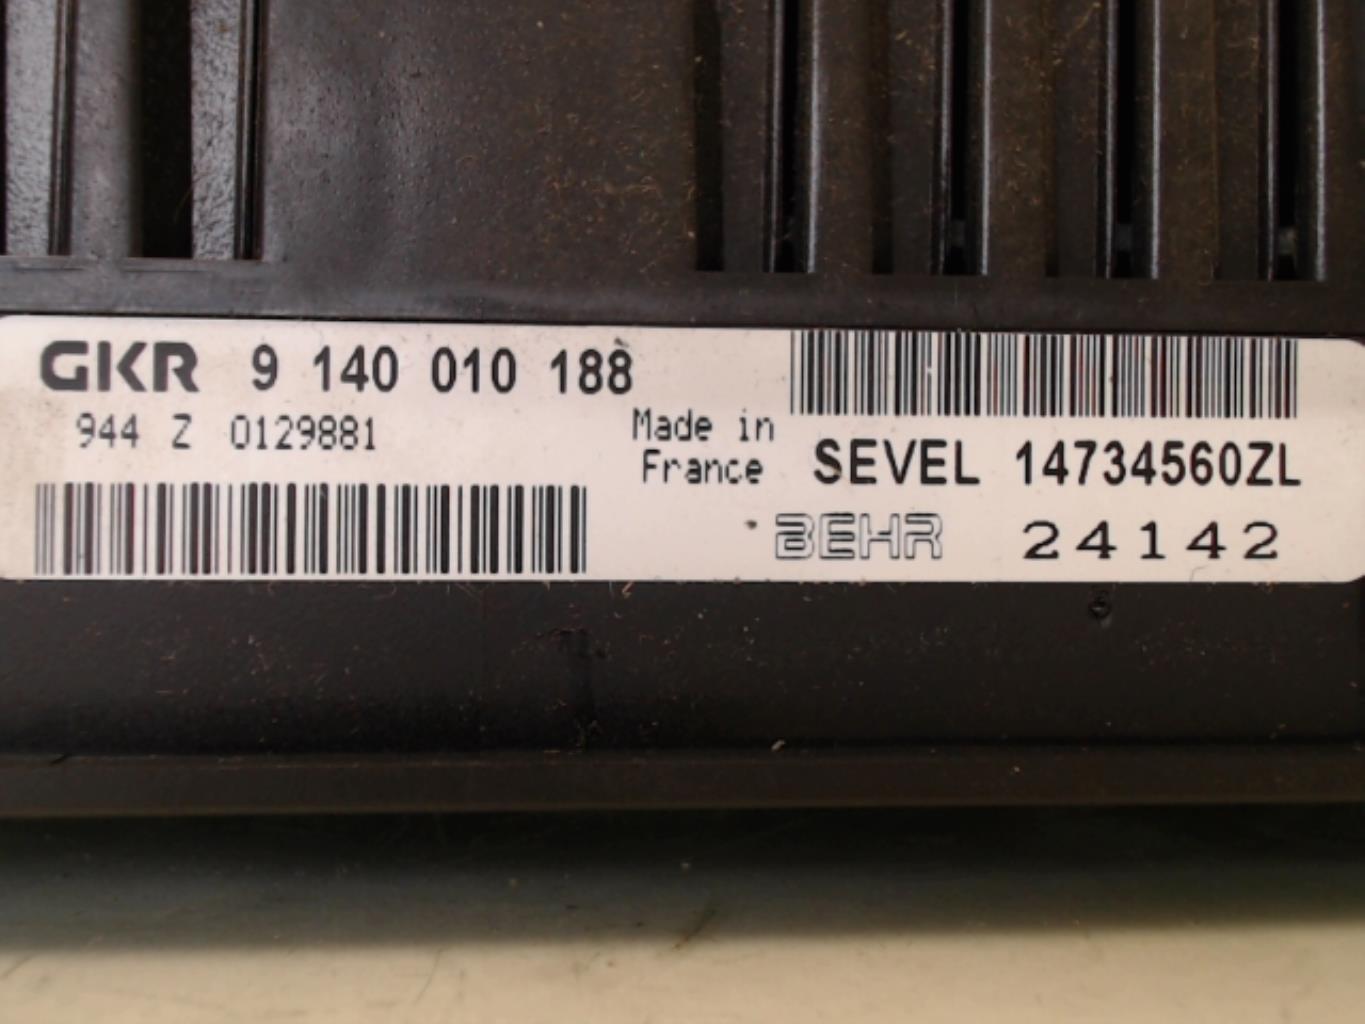 GKR 9 140 010 188
944 Z 0129881
Made in
France
SEVEL 14734560ZL
BEHR 24142